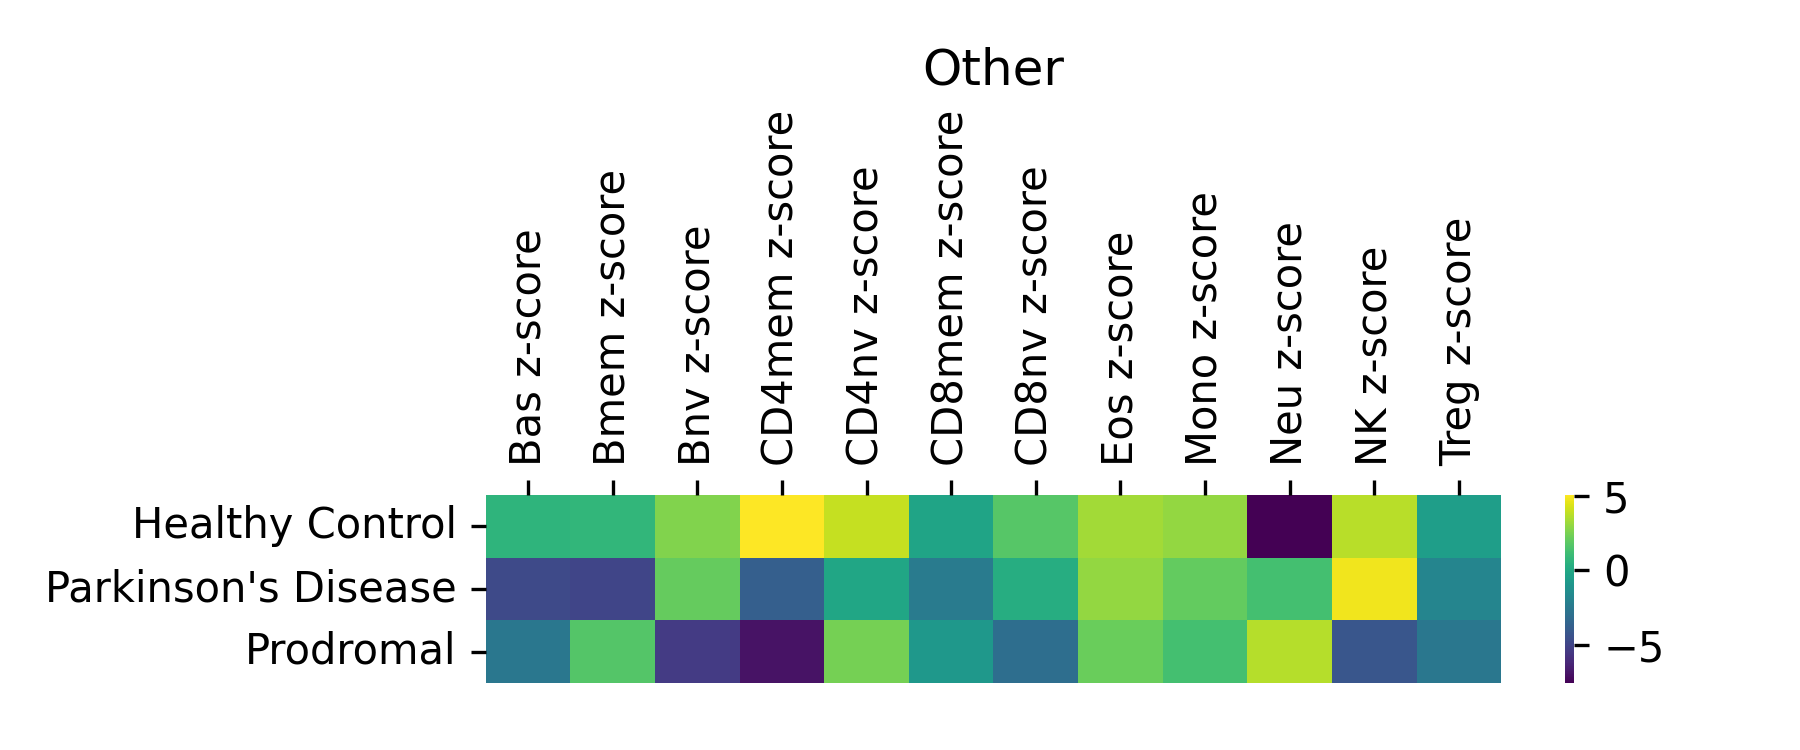 Other
Bas z-score
Bmem z-score
Bnv z-score
CD4mem z-score
CD4nv z-score
CD8mem z-score
CD8nv z-score
Eos z-score
Mono z-score
Neu z-score
NK z-score
Treg z-score
Healthy Control
Parkinson's Disease
Prodromal
5
0
−5